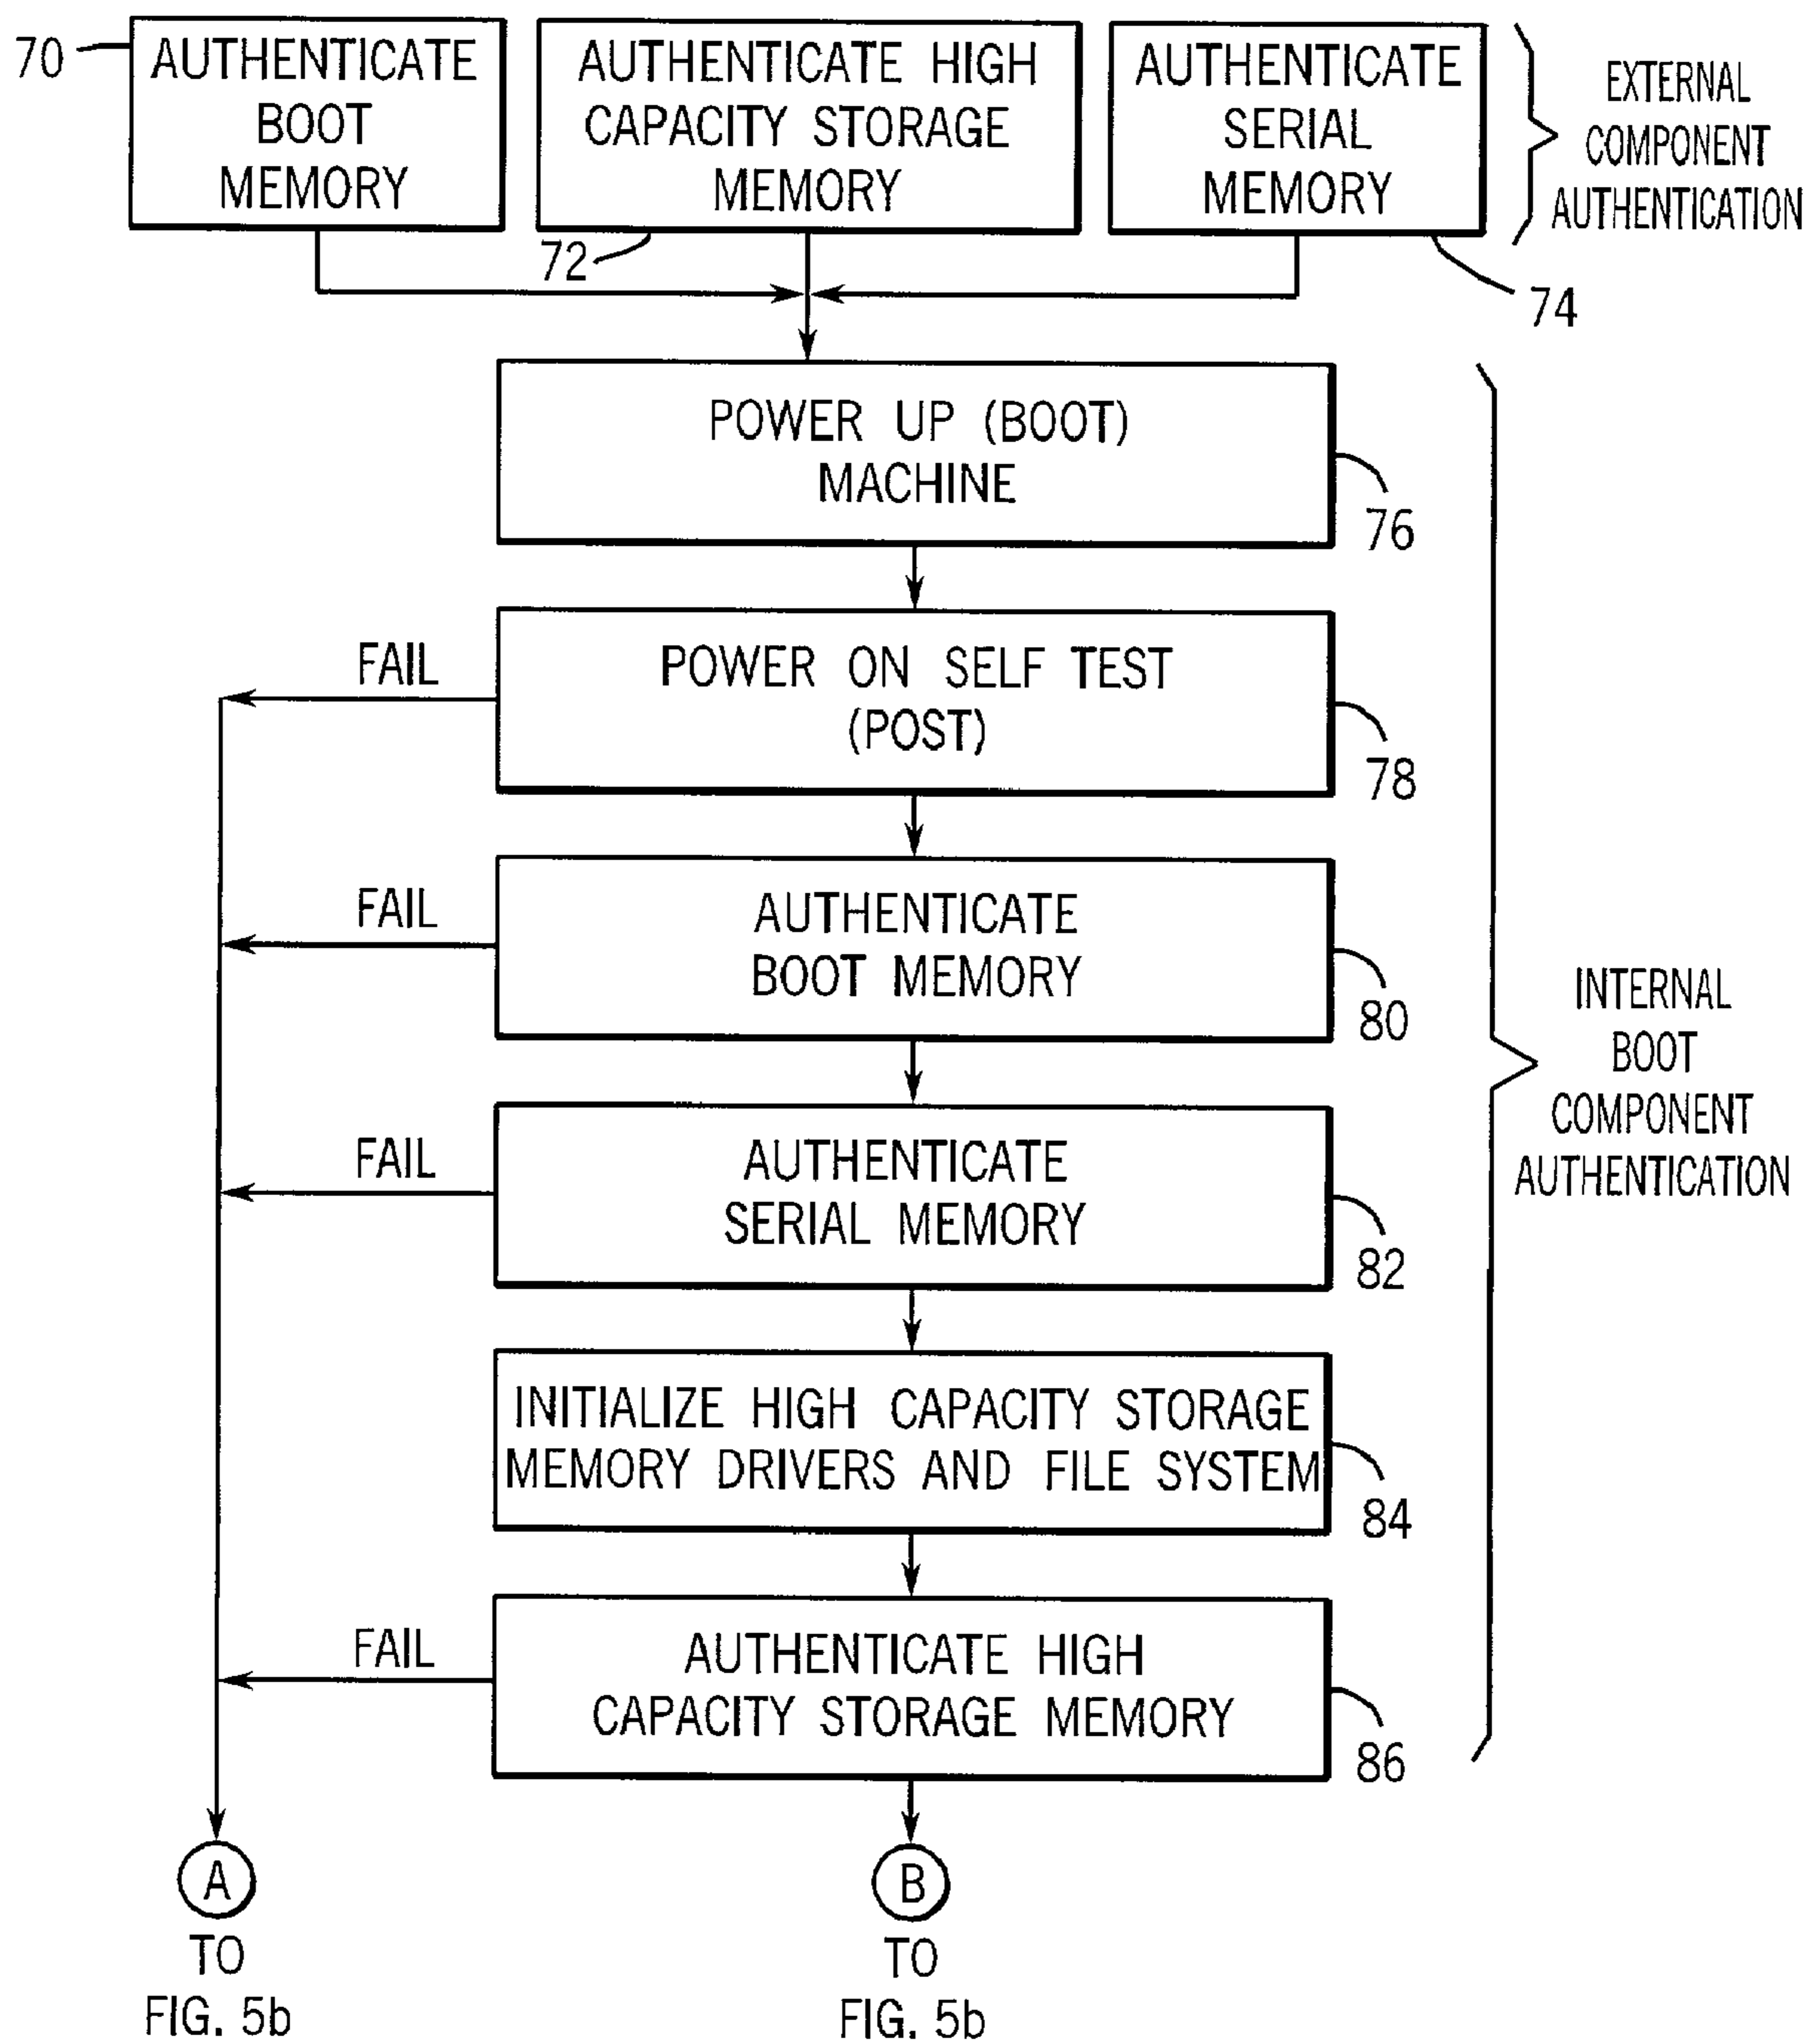 70
AUTHENTICATE
BOOT
MEMORY
AUTHENTICATE HIGH
CAPACITY STORAGE
MEMORY
72
AUTHENTICATE
SERIAL
MEMORY
74
EXTERNAL
COMPONENT
AUTHENTICATION
POWER UP (BOOT)
MACHINE
76
FAIL
POWER ON SELF TEST
(POST)
78
FAIL
AUTHENTICATE
BOOT MEMORY
80
FAIL
AUTHENTICATE
SERIAL MEMORY
82
INTERNAL
BOOT
COMPONENT
AUTHENTICATION
INITIALIZE HIGH CAPACITY STORAGE
MEMORY DRIVERS AND FILE SYSTEM
84
FAIL
AUTHENTICATE HIGH
CAPACITY STORAGE MEMORY
86
A
TO
FIG. 5b
B
TO
FIG. 5b